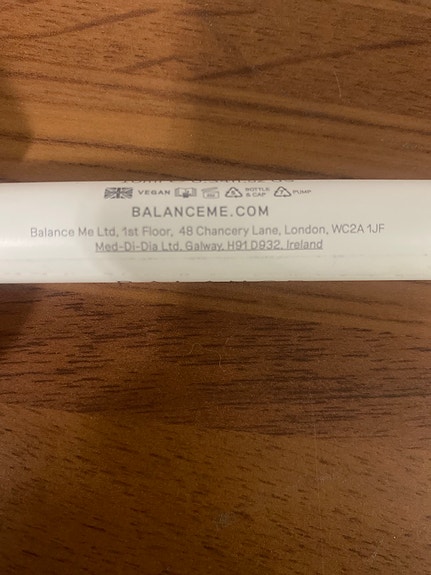 VEGAN BOTTLE & CAP 7 PUMP
BALANCEME.COM
Balance Me Ltd, 1st Floor, 48 Chancery Lane, London, WC2A 1JF
Med-Di-Dia Ltd, Galway, H91 D932, Ireland